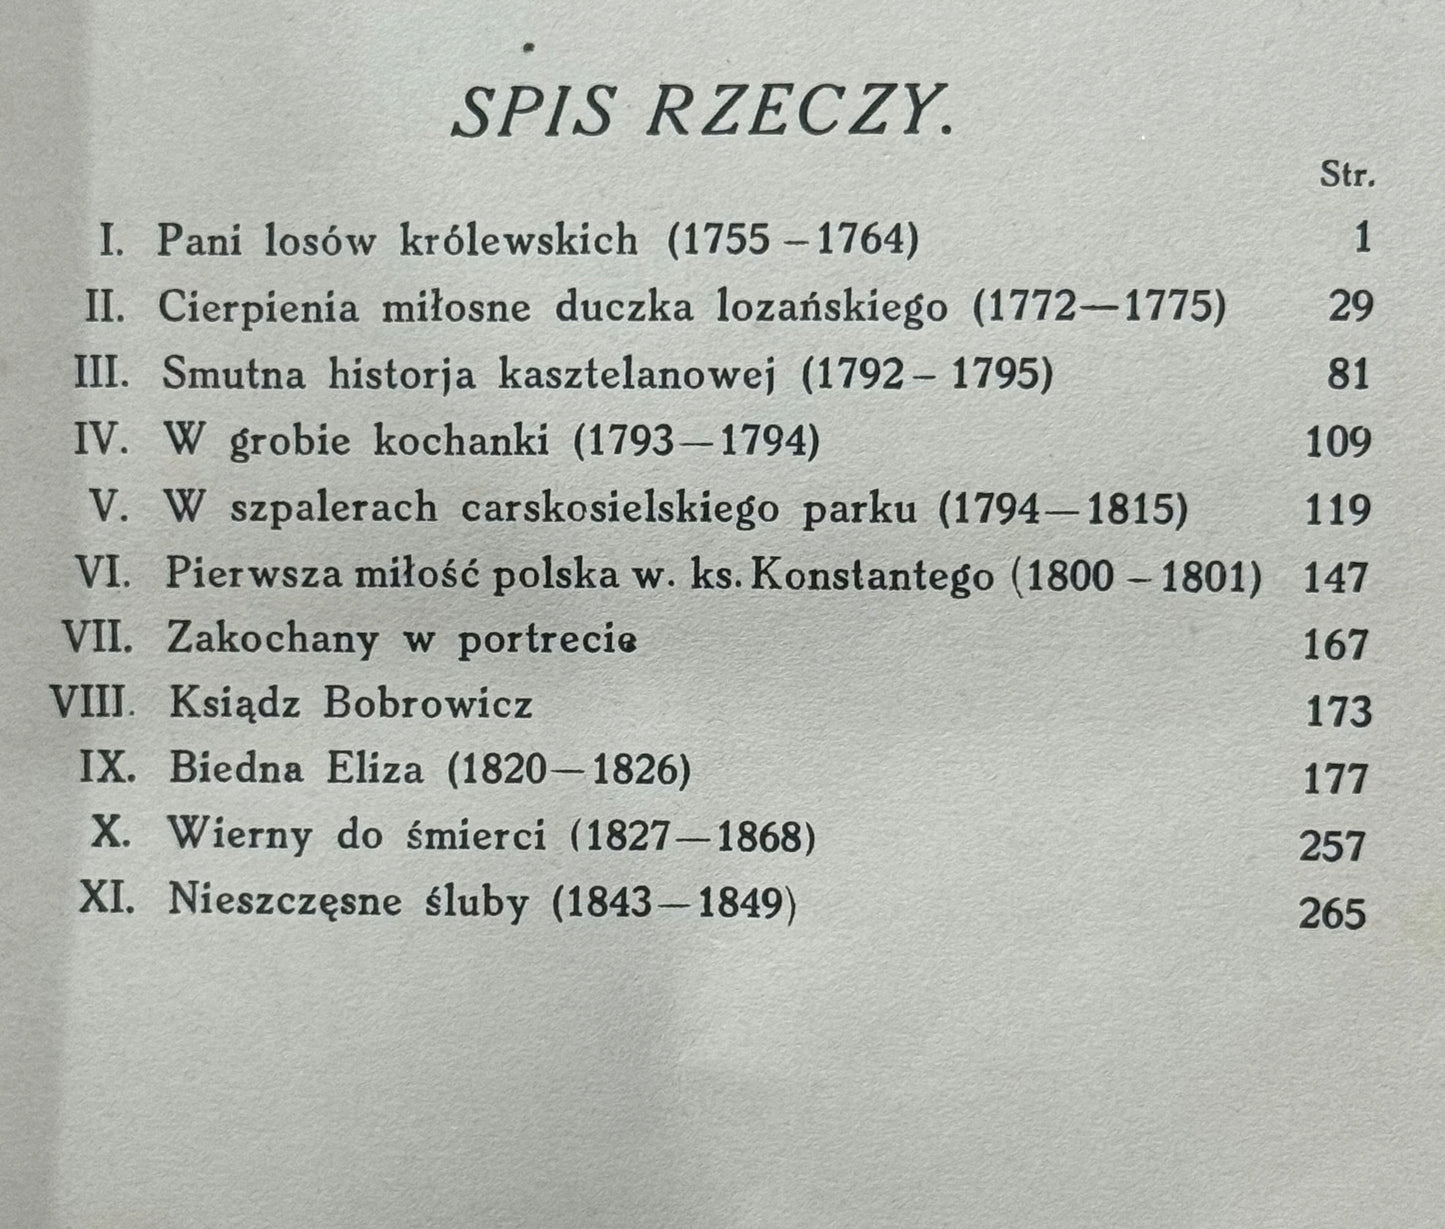 SPIS RZECZY.
Str.
I. Pani losów królewskich (1755 – 1764) 1
II. Cierpienia miłosne duczka lozańskiego (1772—1775) 29
III. Smutna historja kasztelanowej (1792 – 1795) 81
IV. W grobie kochanki (1793—1794) 109
V. W szpalerach carskosielskiego parku (1794—1815) 119
VI. Pierwsza miłość polska w. ks. Konstantego (1800 – 1801) 147
VII. Zakochany w portrecie 167
VIII. Ksiądz Bobrowicz 173
IX. Biedna Eliza (1820—1826) 177
X. Wierny do śmierci (1827—1868) 257
XI. Nieszczęsne śluby (1843—1849) 265